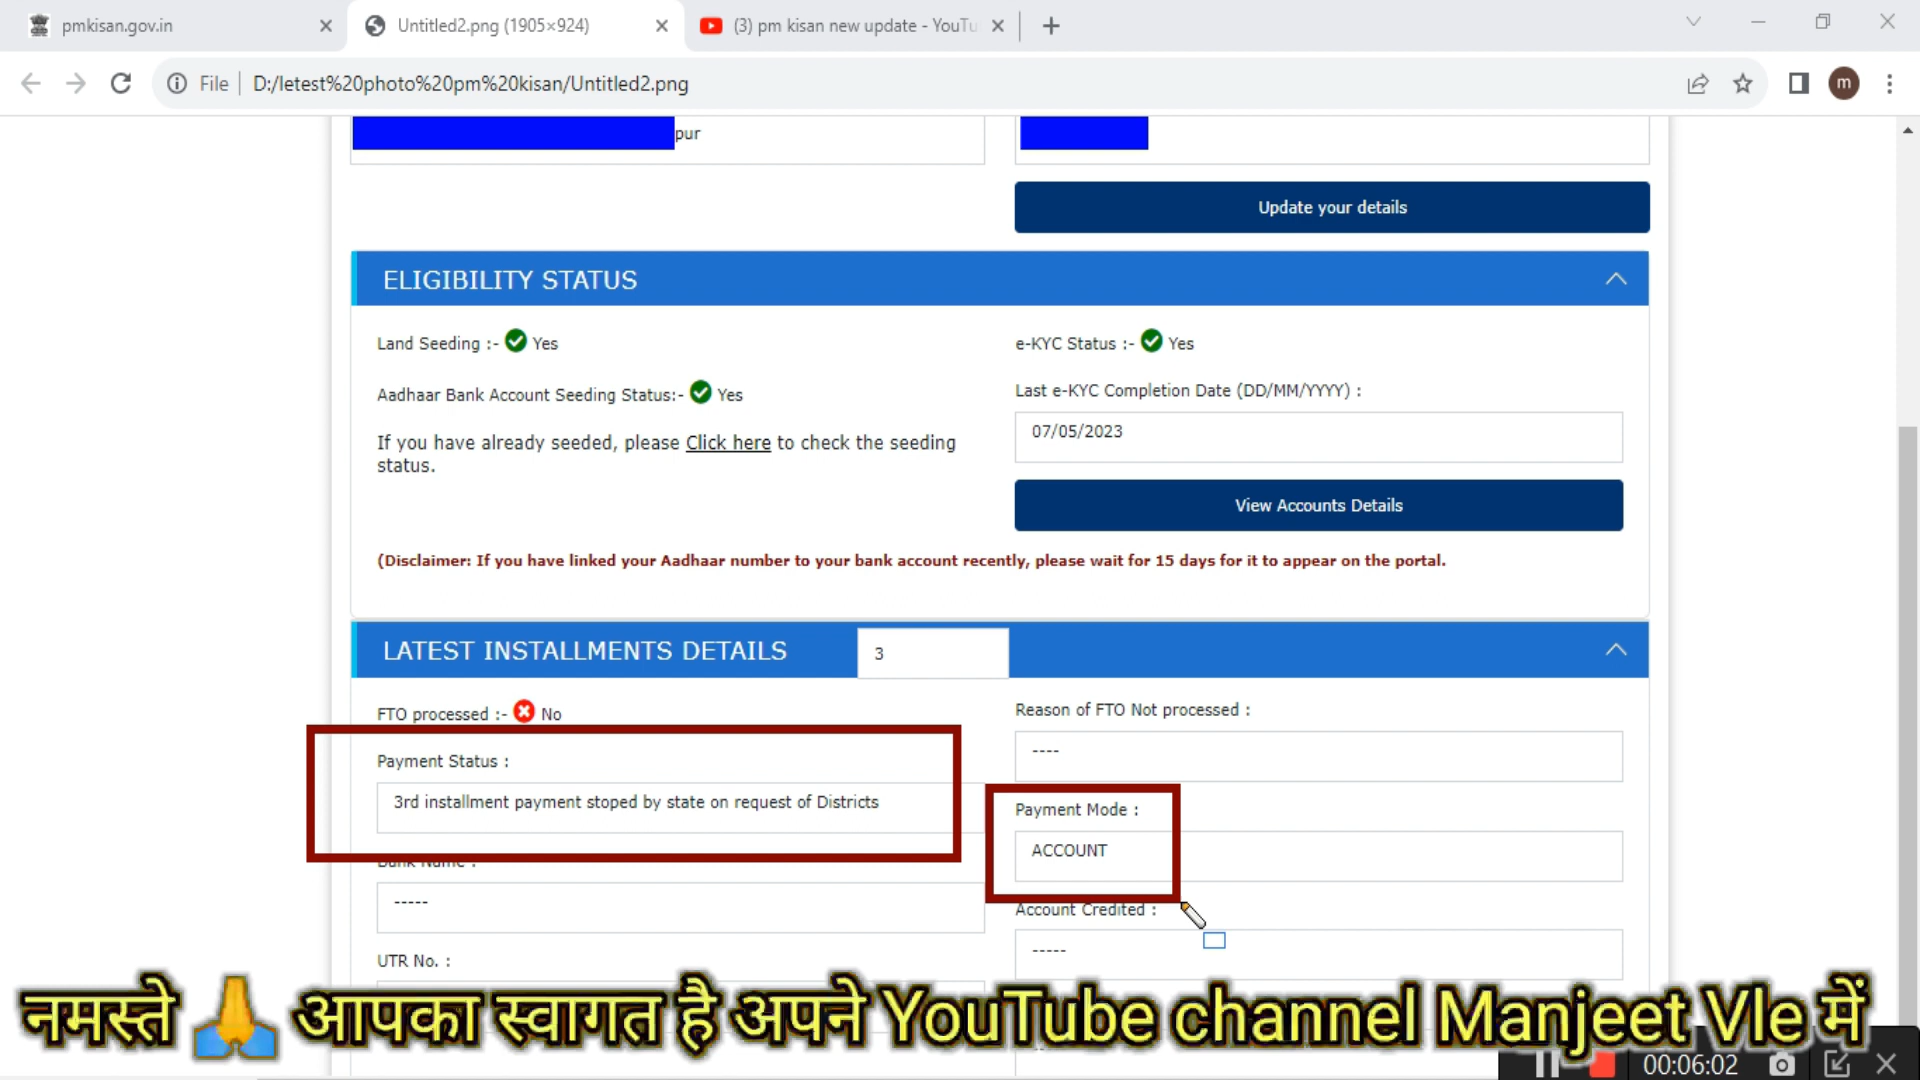 pmkisan.gov.in
Untitled2.png (1905×924)
(3) pm kisan new update - YouTu
File
D:/letest%20photo%20pm%20kisan/Untitled2.png
m
pur
Update your details
ELIGIBILITY STATUS
Land Seeding :- Yes
e-KYC Status :- Yes
Aadhaar Bank Account Seeding Status:- Yes
Last e-KYC Completion Date (DD/MM/YYYY) :
07/05/2023
If you have already seeded, please Click here to check the seeding
status.
View Accounts Details
(Disclaimer: If you have linked your Aadhaar number to your bank account recently, please wait for 15 days for it to appear on the portal.
LATEST INSTALLMENTS DETAILS 3
FTO processed :- No
Reason of FTO Not processed :
----
Payment Status :
3rd installment payment stoped by state on request of Districts
Payment Mode :
ACCOUNT
Bank Name :
-----
Account Credited :
-----
UTR No. :
नमस्ते 🙏 आपका स्वागत है अपने YouTube channel Manjeet Vle में
00:06:02